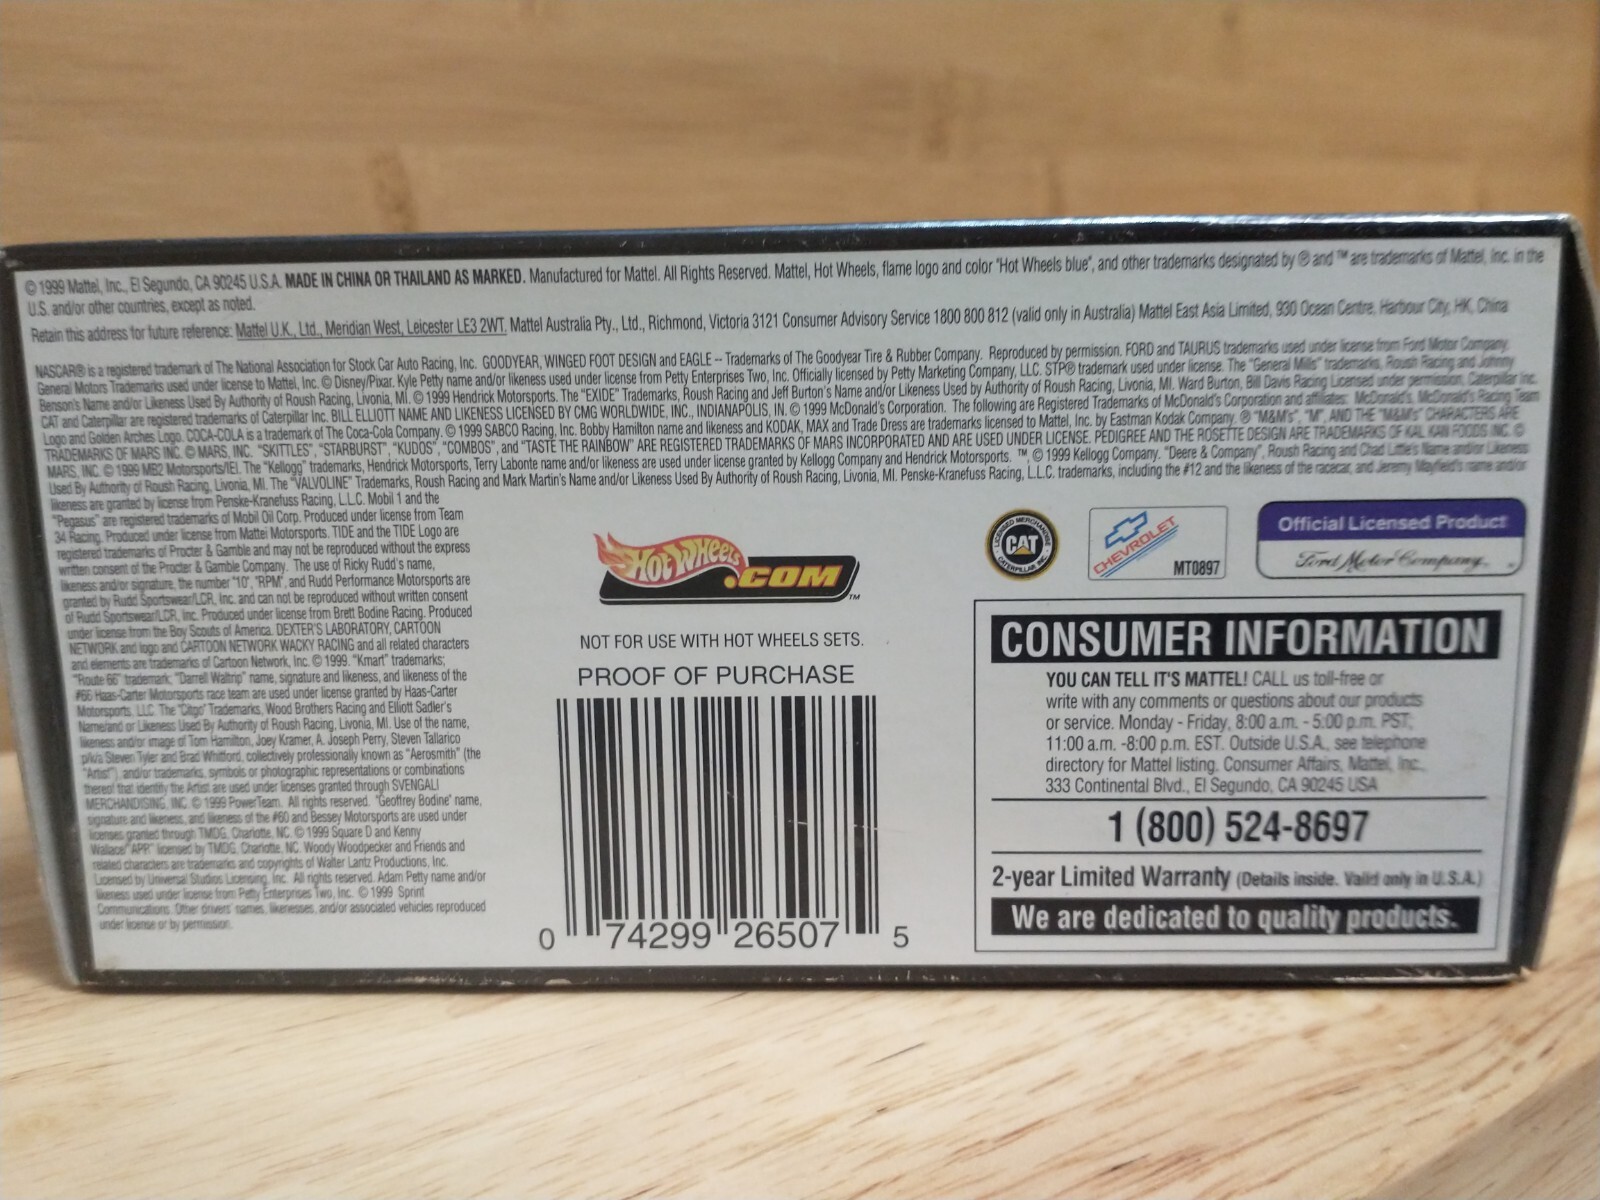 © 1999 Mattel, Inc., El Segundo, CA 90245 U.S.A. MADE IN CHINA OR THAILAND AS MARKED. Manufactured for Mattel. All Rights Reserved. Mattel, Hot Wheels, flame logo and color "Hot Wheels blue", and other trademarks designated by ® and ™ are trademarks of Mattel, Inc. in the
U.S. and/or other countries, except as noted.
Retain this address for future reference: Mattel U.K., Ltd., Meridian West, Leicester LE3 2WT. Mattel Australia Pty., Ltd., Richmond, Victoria 3121 Consumer Advisory Service 1800 800 812 (valid only in Australia) Mattel East Asia Limited, 930 Ocean Centre, Harbour City, HK, China
NASCAR® is a registered trademark of The National Association for Stock Car Auto Racing, Inc. GOODYEAR, WINGED FOOT DESIGN and EAGLE -- Trademarks of The Goodyear Tire & Rubber Company. Reproduced by permission. FORD and TAURUS trademarks used under license from Ford Motor Company.
General Motors Trademarks used under license to Mattel, Inc. © Disney/Pixar. Kyle Petty name and/or likeness used under license from Petty Enterprises Two, Inc. Officially licensed by Petty Marketing Company, LLC. STP® trademark used under license. The "General Mills" trademarks, Roush Racing and Johnny
Benson's Name and/or Likeness Used By Authority of Roush Racing, Livonia, MI. © 1999 Hendrick Motorsports. The "EXIDE" Trademarks, Roush Racing and Jeff Burton's Name and/or Likeness Used by Authority of Roush Racing, Livonia, MI. Ward Burton, Bill Davis Racing Licensed under permission, Caterpillar Inc.
CAT and Caterpillar are registered trademarks of Caterpillar Inc. BILL ELLIOTT NAME AND LIKENESS LICENSED BY CMG WORLDWIDE, INC., INDIANAPOLIS, IN. © 1999 McDonald's Corporation. The following are Registered Trademarks of McDonald's Corporation and affiliates: McDonald's, McDonald's Racing Team
Logo and Golden Arches Logo. COCA-COLA is a trademark of The Coca-Cola Company. © 1999 SABCO Racing, Inc. Bobby Hamilton name and likeness and KODAK, MAX and Trade Dress are trademarks licensed to Mattel, Inc. by Eastman Kodak Company. ® "M&M's", "M", AND THE "M&M's" CHARACTERS ARE
TRADEMARKS OF MARS INC. © MARS, INC. "SKITTLES", "STARBURST", "KUDOS", "COMBOS", and "TASTE THE RAINBOW" ARE REGISTERED TRADEMARKS OF MARS INCORPORATED AND ARE USED UNDER LICENSE. PEDIGREE AND THE ROSETTE DESIGN ARE TRADEMARKS OF KAL KAN FOODS INC. ©
MARS, INC. © 1999 MB2 Motorsports/IEL The "Kellogg" trademarks, Hendrick Motorsports, Terry Labonte name and/or likeness are used under license granted by Kellogg Company and Hendrick Motorsports. ™, © 1999 Kellogg Company. "Deere & Company", Roush Racing and Chad Little's Name and/or Likeness
Used By Authority of Roush Racing, Livonia, MI. The "VALVOLINE" Trademarks, Roush Racing and Mark Martin's Name and/or Likeness Used By Authority of Roush Racing, Livonia, MI. Penske-Kranefuss Racing, L.L.C. trademarks, including the #12 and the likeness of the racecar, and Jeremy Mayfield's name and/or
likeness are granted by license from Penske-Kranefuss Racing, L.L.C. Mobil 1 and the
"Pegasus" are registered trademarks of Mobil Oil Corp. Produced under license from Team
34 Racing. Produced under license from Mattei Motorsports. TIDE and the TIDE Logo are
registered trademarks of Procter & Gamble and may not be reproduced without the express
written consent of the Procter & Gamble Company. The use of Ricky Rudd's name,
likeness and/or signature, the number "10", "RPM", and Rudd Performance Motorsports are
granted by Rudd Sportswear/LCR, Inc. and can not be reproduced without written consent
of Rudd Sportswear/LCR, Inc. Produced under license from Brett Bodine Racing. Produced
under license from the Boy Scouts of America. DEXTER'S LABORATORY, CARTOON
NETWORK and logo and CARTOON NETWORK WACKY RACING and all related characters
and elements are trademarks of Cartoon Network, Inc. © 1999. "Kmart" trademarks;
"Route 66" trademark; "Darrell Waltrip" name, signature and likeness, and likeness of the
#66 Haas-Carter Motorsports race team are used under license granted by Haas-Carter
Motorsports, LLC. The "Citgo" Trademarks, Wood Brothers Racing and Elliott Sadler's
Name and or Likeness Used By Authority of Roush Racing, Livonia, MI. Use of the name,
likeness and/or image of Tom Hamilton, Joey Kramer, A. Joseph Perry, Steven Tallarico
p/k/a Steven Tyler and Brad Whitford, collectively professionally known as "Aerosmith" (the
"Artist"), and/or trademarks, symbols or photographic representations or combinations
thereof that identify the Artist are used under licenses granted through SVENGALI
MERCHANDISING, INC. © 1999 PowerTeam. All rights reserved. "Geoffrey Bodine" name,
signature and likeness, and likeness of the #60 and Bessey Motorsports are used under
licenses granted through TMDG, Charlotte, NC. © 1999 Square D and Kenny
Wallace/"APR" licensed by TMDG, Charlotte, NC. Woody Woodpecker and Friends and
related characters are trademarks and copyrights of Walter Lantz Productions, Inc.
Licensed by Universal Studios Licensing, Inc. All rights reserved. Adam Petty name and/or
likeness used under license from Petty Enterprises Two, Inc. © 1999 Sprint
Communications. Other drivers' names, likenesses, and/or associated vehicles reproduced
under license or by permission.
HOT WHEELS
.COM ™
NOT FOR USE WITH HOT WHEELS SETS.
PROOF OF PURCHASE
0 74299 26507 5
LICENSED MERCHANDISE
CAT
CATERPILLAR INC.
CHEVROLET
MT0897
Official Licensed Product
Ford Motor Company
CONSUMER INFORMATION
YOU CAN TELL IT'S MATTEL! CALL us toll-free or
write with any comments or questions about our products
or service. Monday - Friday, 8:00 a.m. - 5:00 p.m. PST;
11:00 a.m. -8:00 p.m. EST. Outside U.S.A., see telephone
directory for Mattel listing. Consumer Affairs, Mattel, Inc.,
333 Continental Blvd., El Segundo, CA 90245 USA
1 (800) 524-8697
2-year Limited Warranty (Details inside. Valid only in U.S.A.)
We are dedicated to quality products.